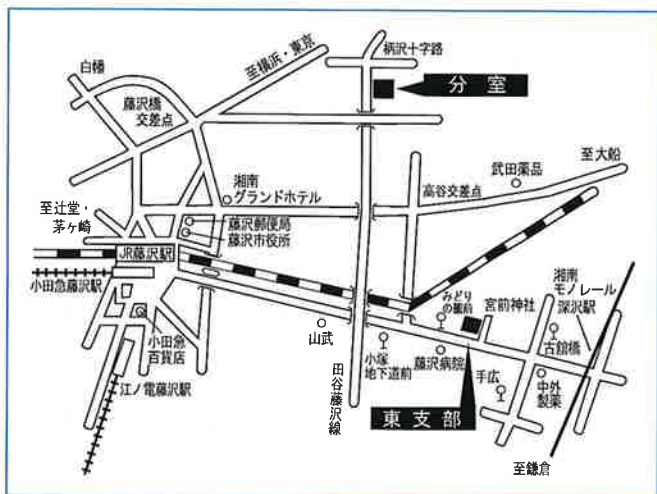 白幡
藤沢橋
交差点
至横浜・東京
柄沢十字路
分室
至大船
武田薬品
高谷交差点
湘南
グランドホテル
至辻堂・
茅ヶ崎
藤沢郵便局
藤沢市役所
JR藤沢駅
小田急藤沢駅
小田急
百貨店
江ノ電藤沢駅
山武
田谷藤沢線
小塚
地下道前
みどり
の園前
宮前神社
藤沢病院
手広
東支部
湘南
モノレール
深沢駅
古館橋
中外
製薬
至鎌倉